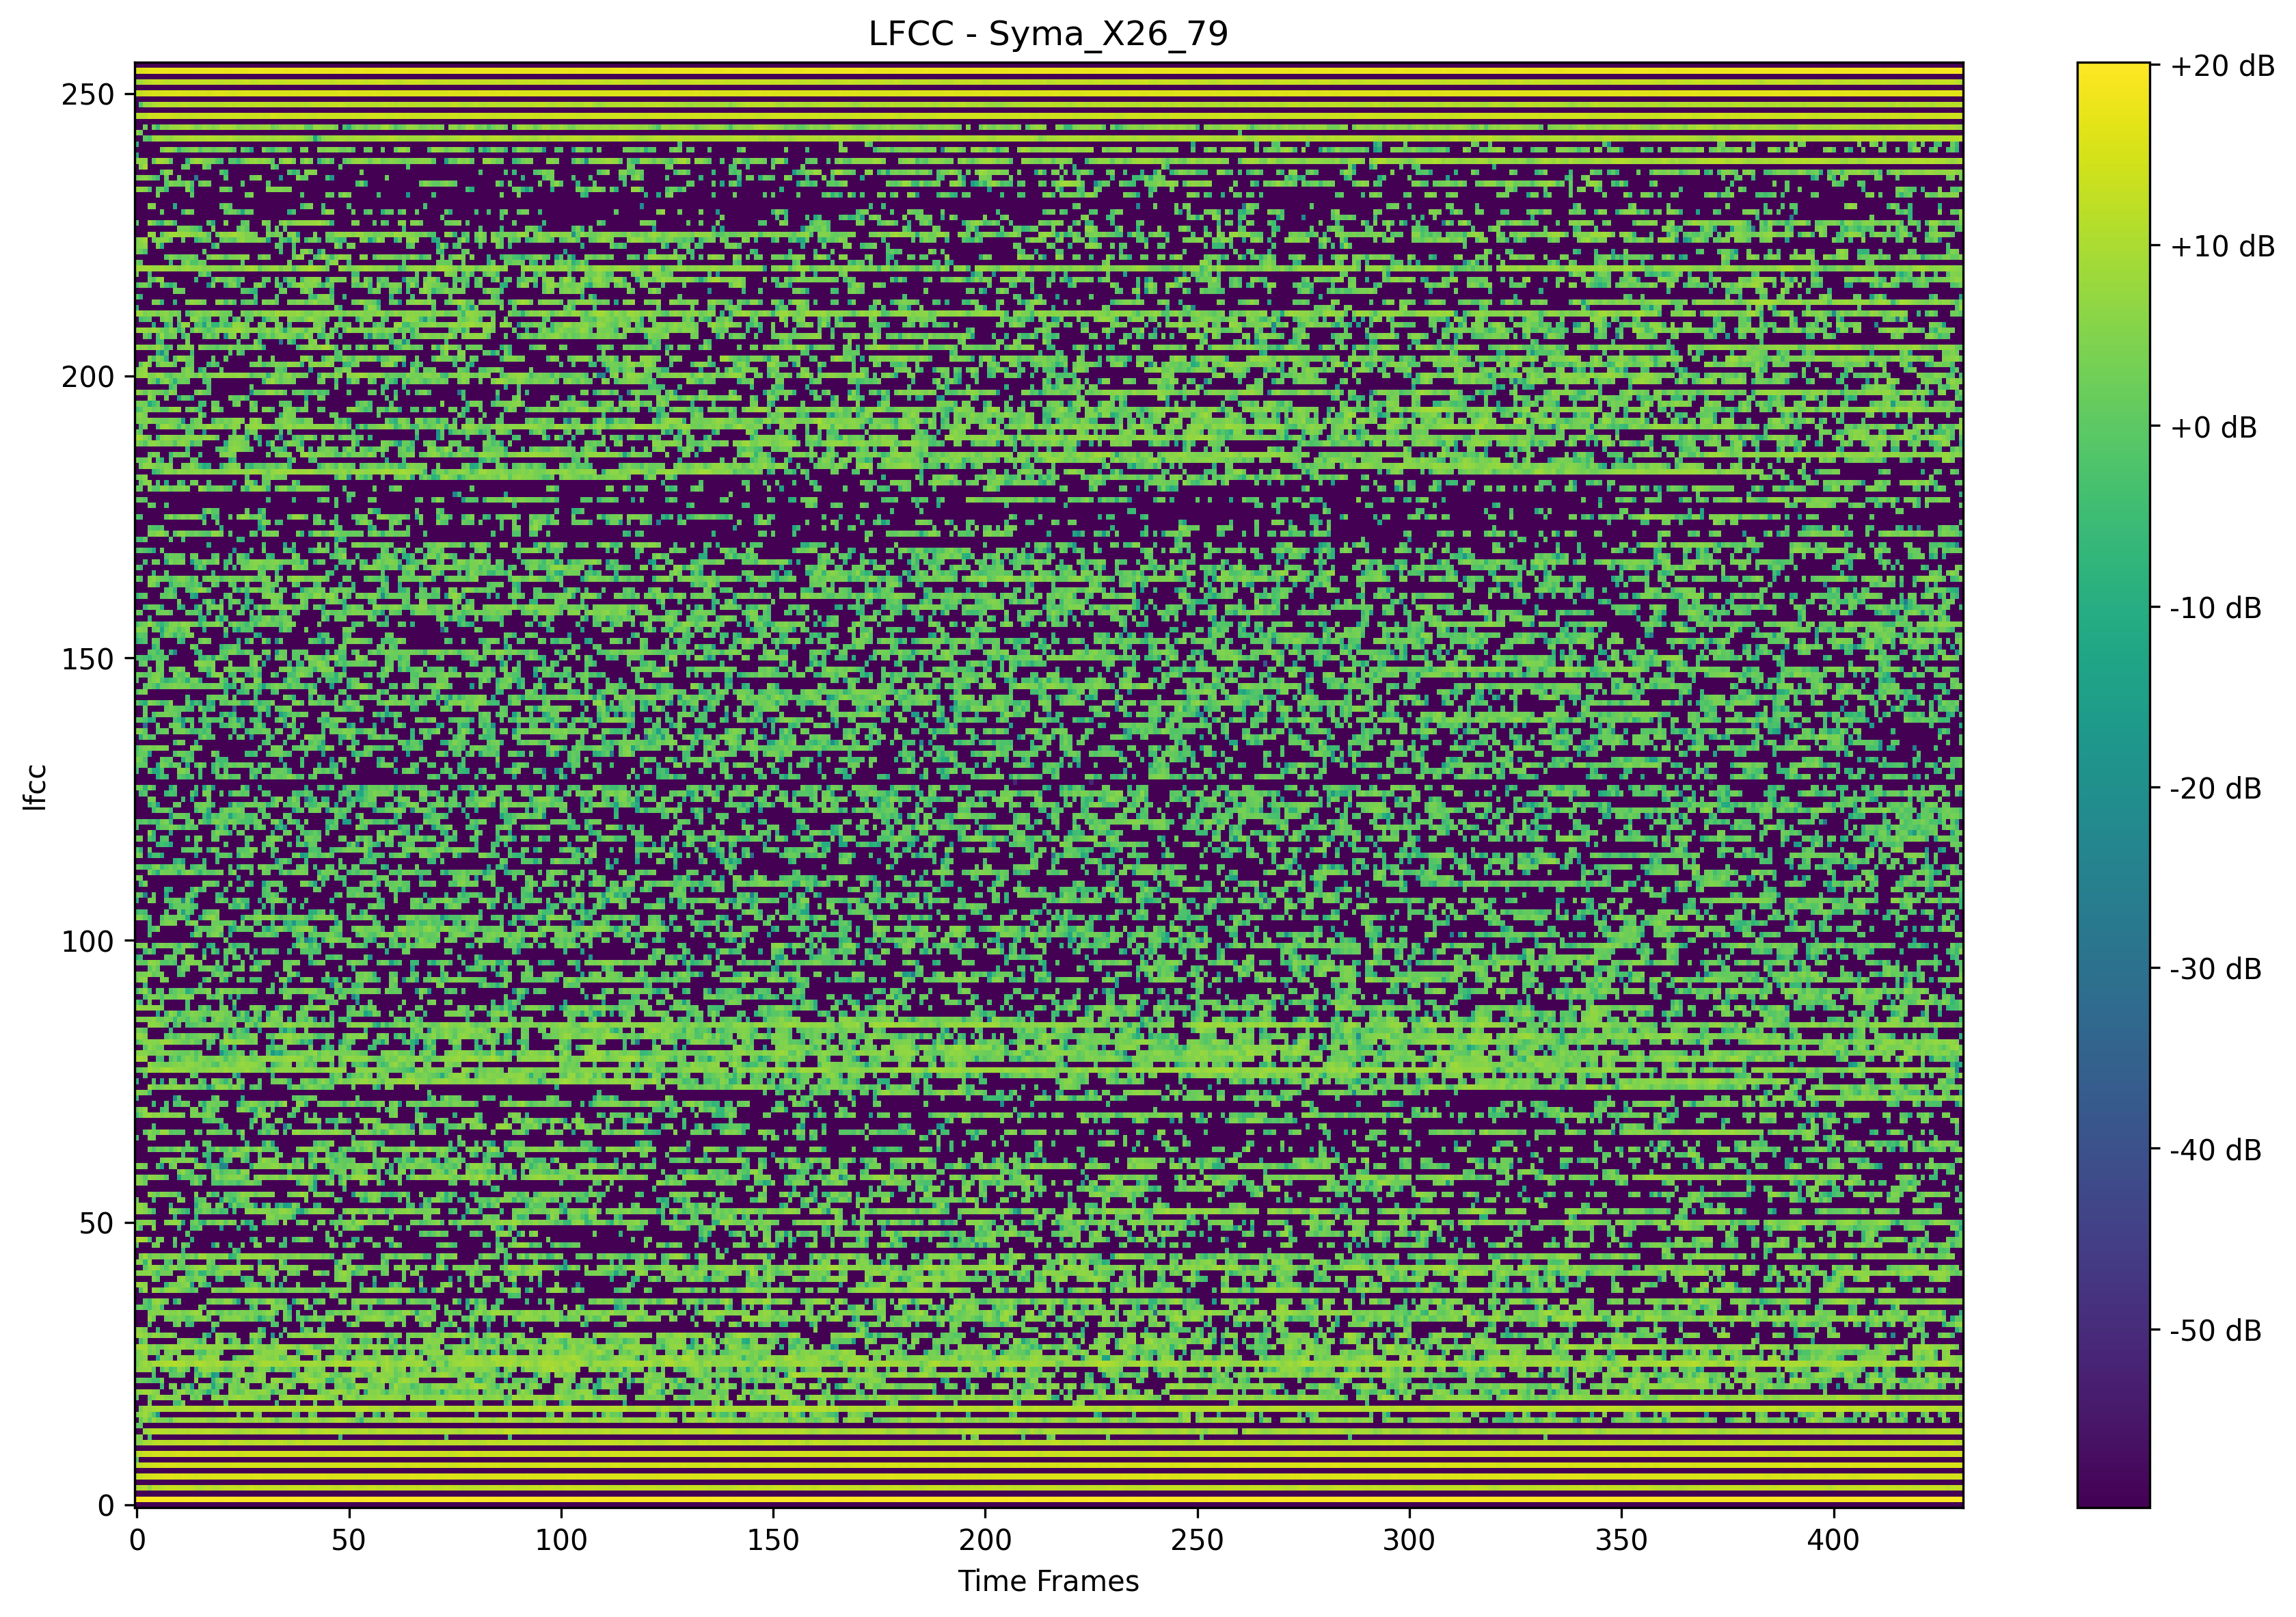 LFCC - Syma_X26_79
250
200
150
100
50
0
lfcc
0 50 100 150 200 250 300 350 400
Time Frames
+20 dB
+10 dB
+0 dB
-10 dB
-20 dB
-30 dB
-40 dB
-50 dB